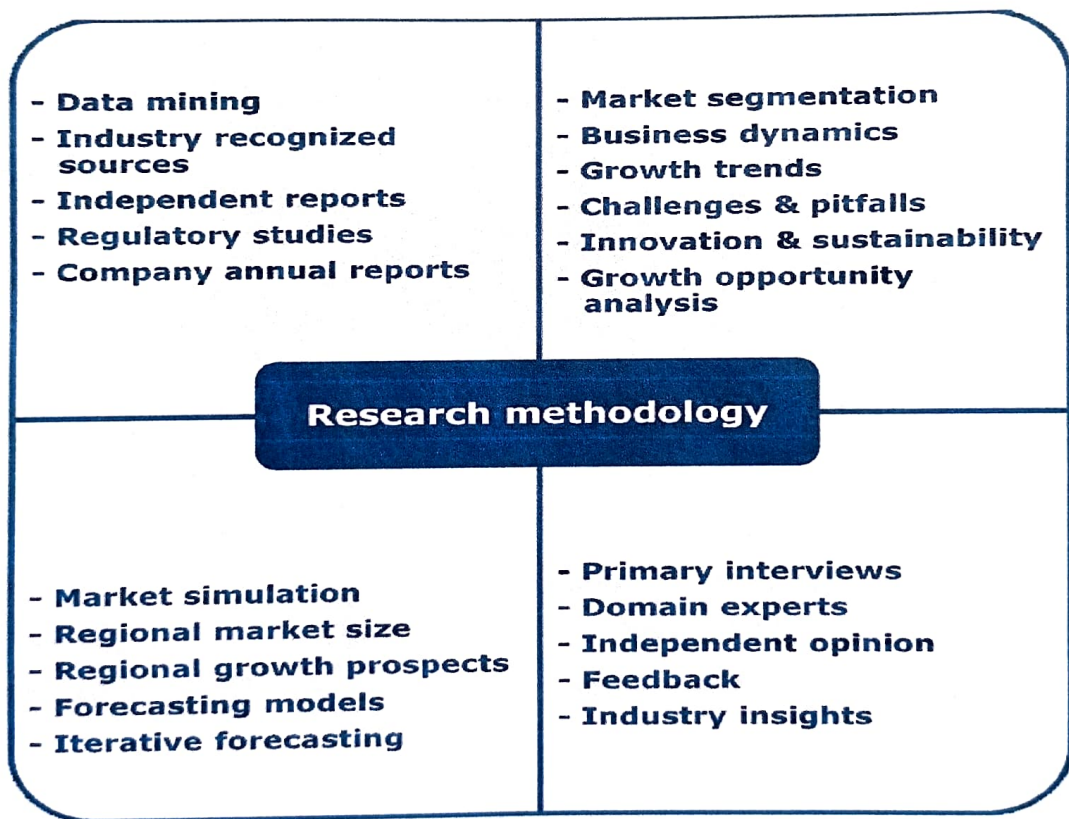 - Data mining
- Industry recognized
sources
- Independent reports
- Regulatory studies
- Company annual reports
- Market segmentation
- Business dynamics
- Growth trends
- Challenges & pitfalls
- Innovation & sustainability
- Growth opportunity
analysis
Research methodology
- Market simulation
- Regional market size
- Regional growth prospects
- Forecasting models
- Iterative forecasting
- Primary interviews
- Domain experts
- Independent opinion
- Feedback
- Industry insights